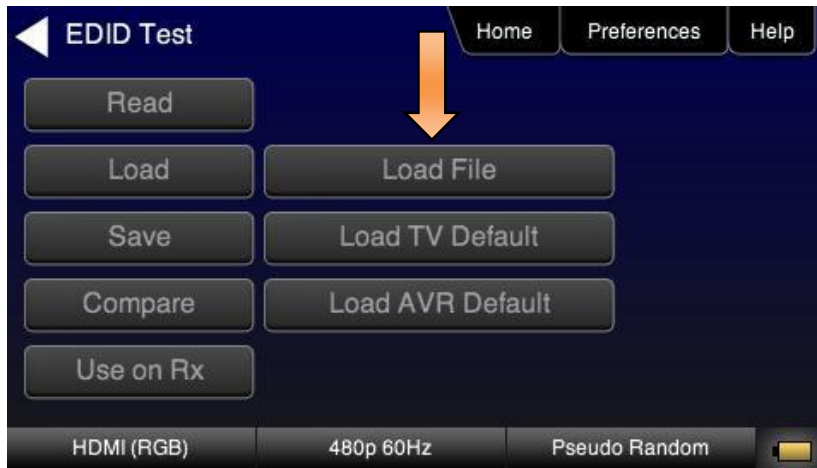 EDID Test
Home
Preferences
Help
Read
Load
Load File
Save
Load TV Default
Compare
Load AVR Default
Use on Rx
HDMI (RGB)
480p 60Hz
Pseudo Random